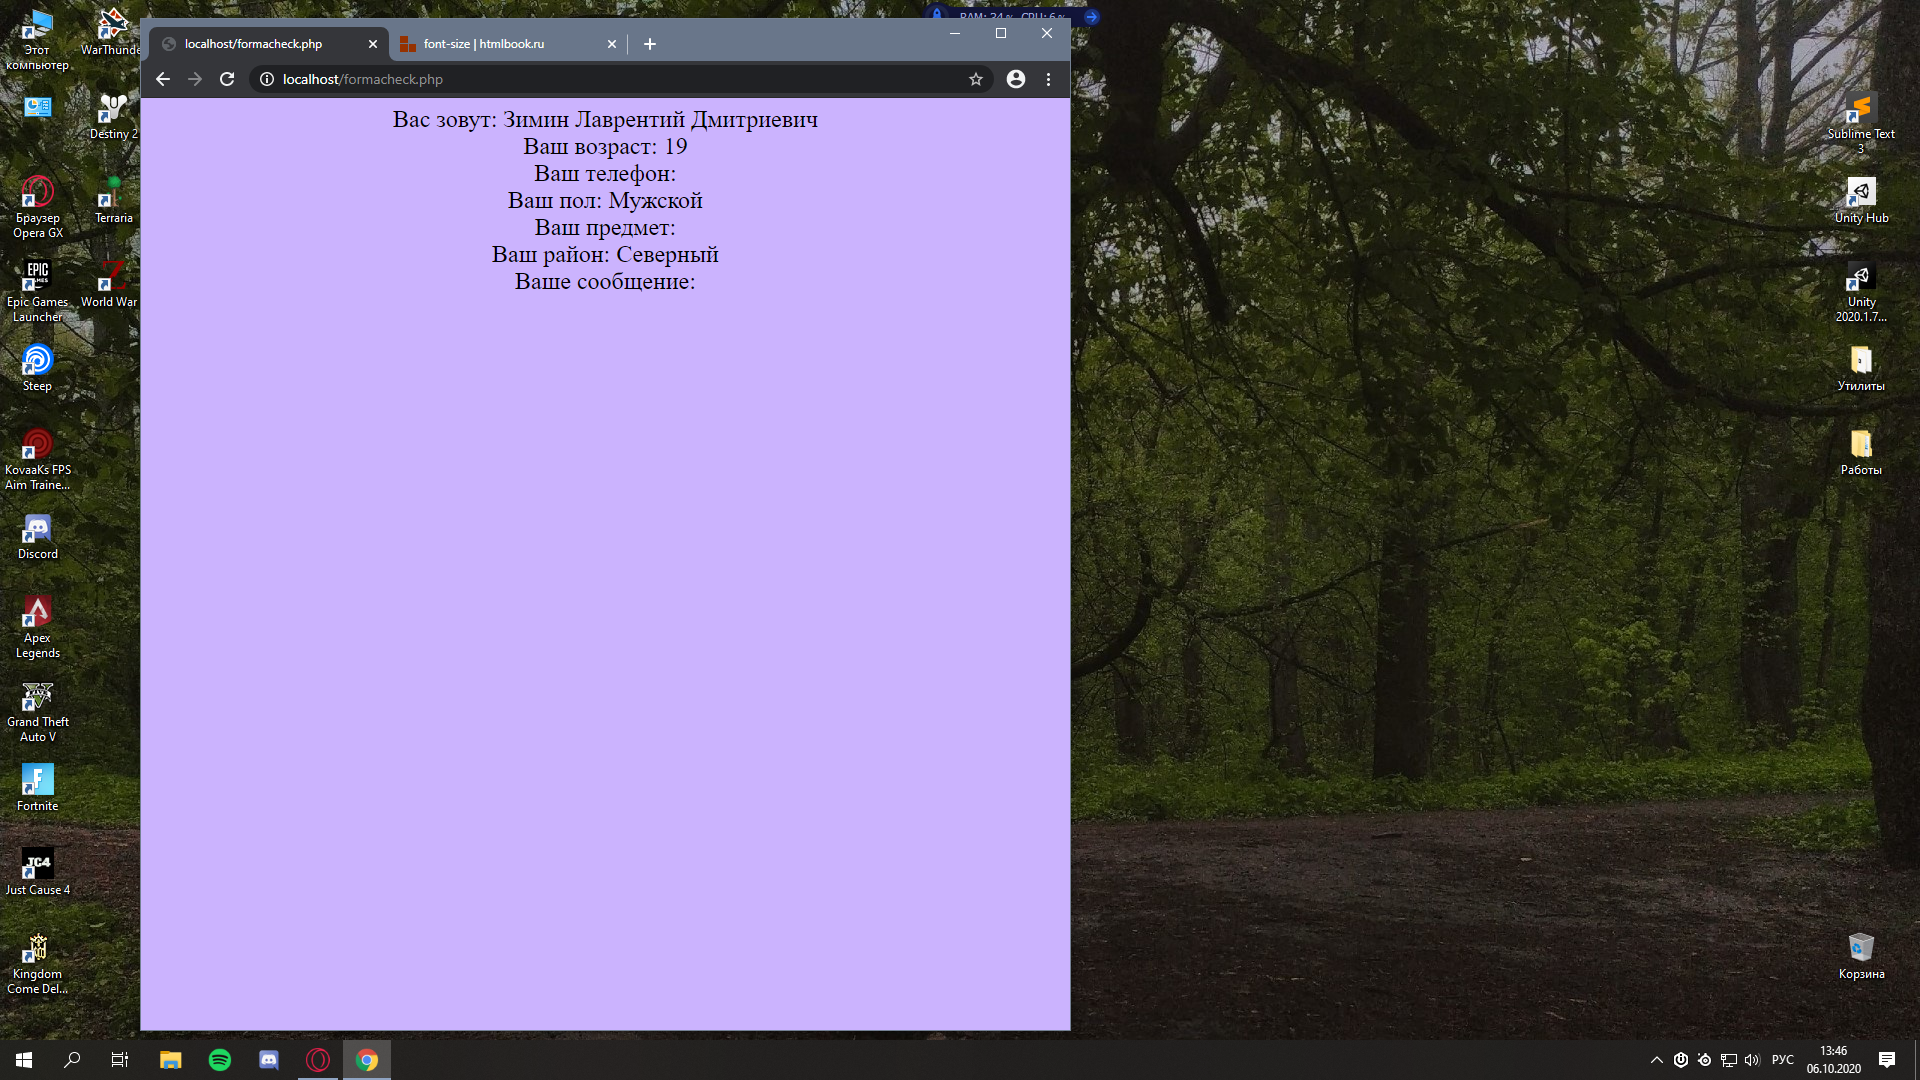 RAM: 34% CPU: 6%
localhost/formacheck.php
font-size | htmlbook.ru
localhost/formacheck.php
Вас зовут: Зимин Лаврентий Дмитриевич
Ваш возраст: 19
Ваш телефон:
Ваш пол: Мужской
Ваш предмет:
Ваш район: Северный
Ваше сообщение:
Этот
компьютер
WarThunde
Destiny 2
Браузер
Opera GX
Terraria
EPIC
GAMES
Epic Games
Launcher
World War
Steep
KovaaKs FPS
Aim Traine...
Discord
Apex
Legends
Grand Theft
Auto V
Fortnite
JC4
Just Cause 4
Kingdom
Come Del...
Sublime Text
3
Unity Hub
Unity
2020.1.7...
Утилиты
Работы
Корзина
РУС
13:46
06.10.2020